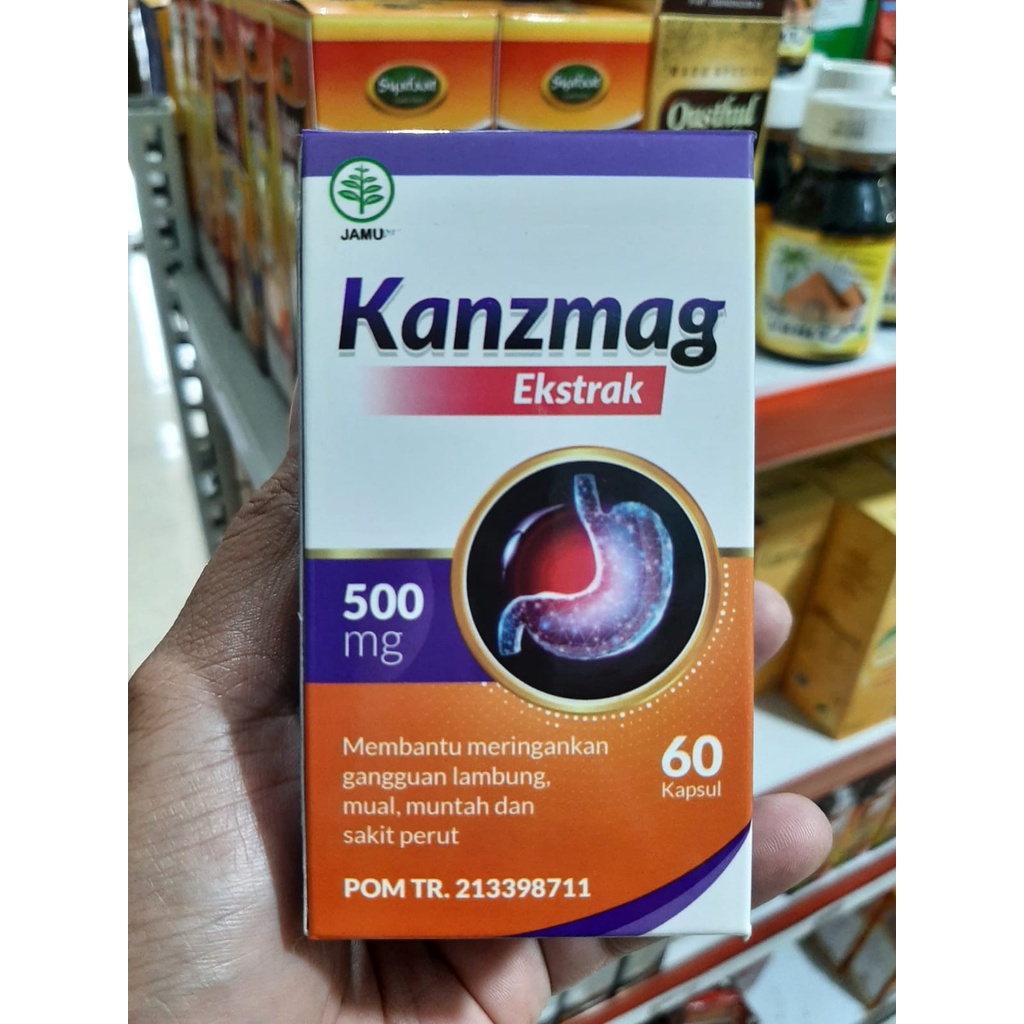 JAMU
Kanzmag
Ekstrak
500
mg
Membantu meringankan
gangguan lambung,
mual, muntah dan
sakit perut
60
Kapsul
POM TR. 213398711